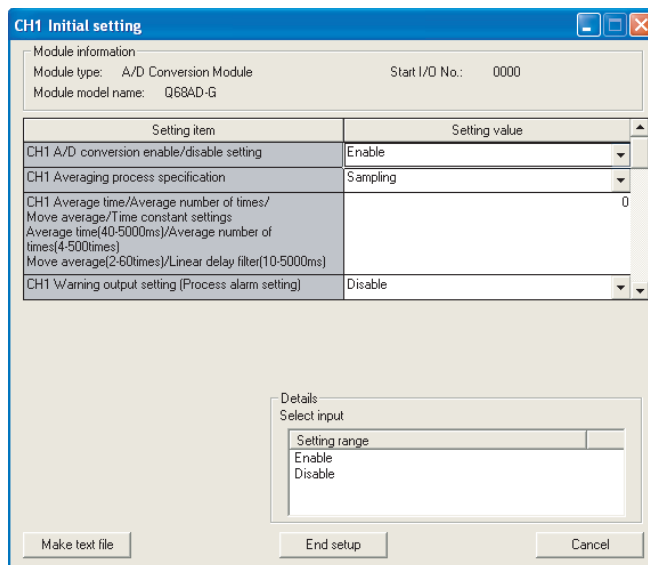 CH1 Initial setting
Module information
Module type: A/D Conversion Module Start I/O No.: 0000
Module model name: Q68AD-G
Setting item Setting value
CH1 A/D conversion enable/disable setting Enable
CH1 Averaging process specification Sampling
CH1 Average time/Average number of times/ 0
Move average/Time constant settings
Average time(40-5000ms)/Average number of
times(4-500times)
Move average(2-60times)/Linear delay filter(10-5000ms)
CH1 Warning output setting (Process alarm setting) Disable
Details
Select input
Setting range
Enable
Disable
Make text file End setup Cancel